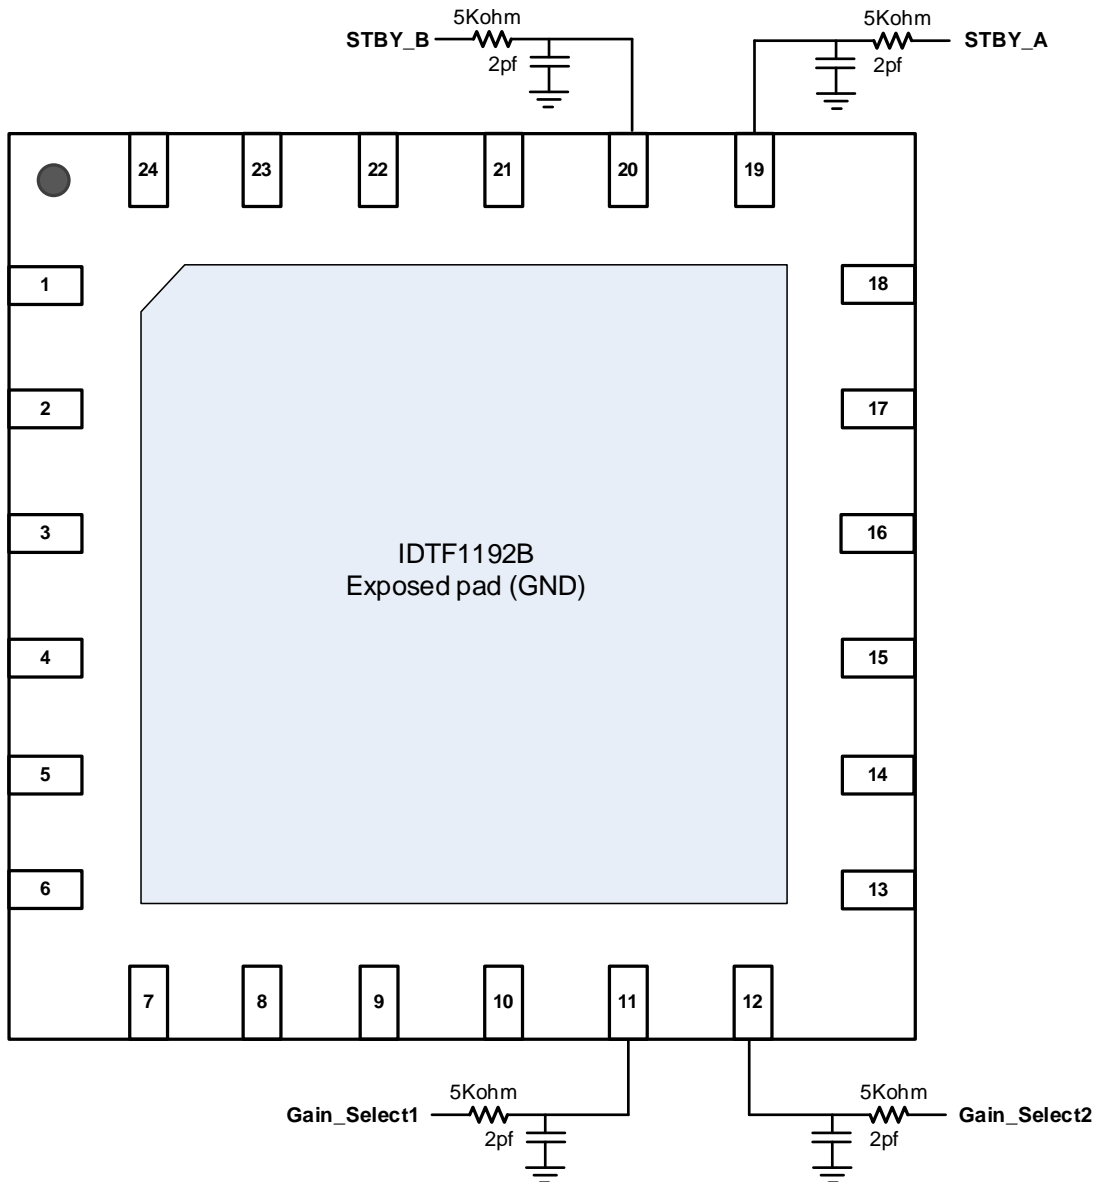 5Kohm
STBY_B
2pf
5Kohm
STBY_A
2pf
24
23
22
21
20
19
1
2
3
4
5
6
18
17
16
15
14
13
IDTF1192B
Exposed pad (GND)
7
8
9
10
11
12
5Kohm
Gain_Select1
2pf
5Kohm
Gain_Select2
2pf